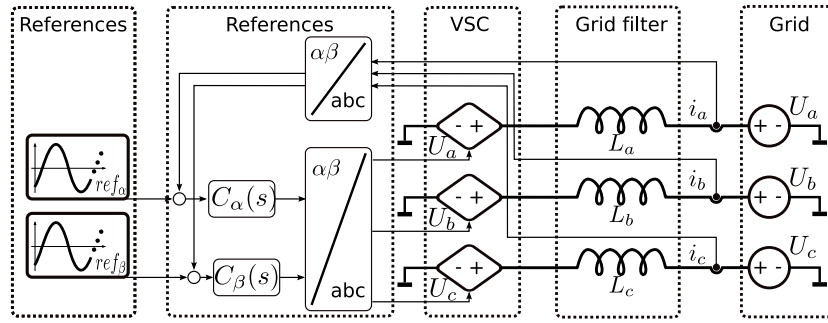 References
References
VSC
Grid filter
Grid
αβ
abc
i_a
U_a
U_a
L_a
αβ
abc
ref_α
C_α(s)
i_b
U_b
U_b
L_b
ref_β
C_β(s)
i_c
U_c
U_c
L_c
- +
- +
- +
+ -
+ -
+ -